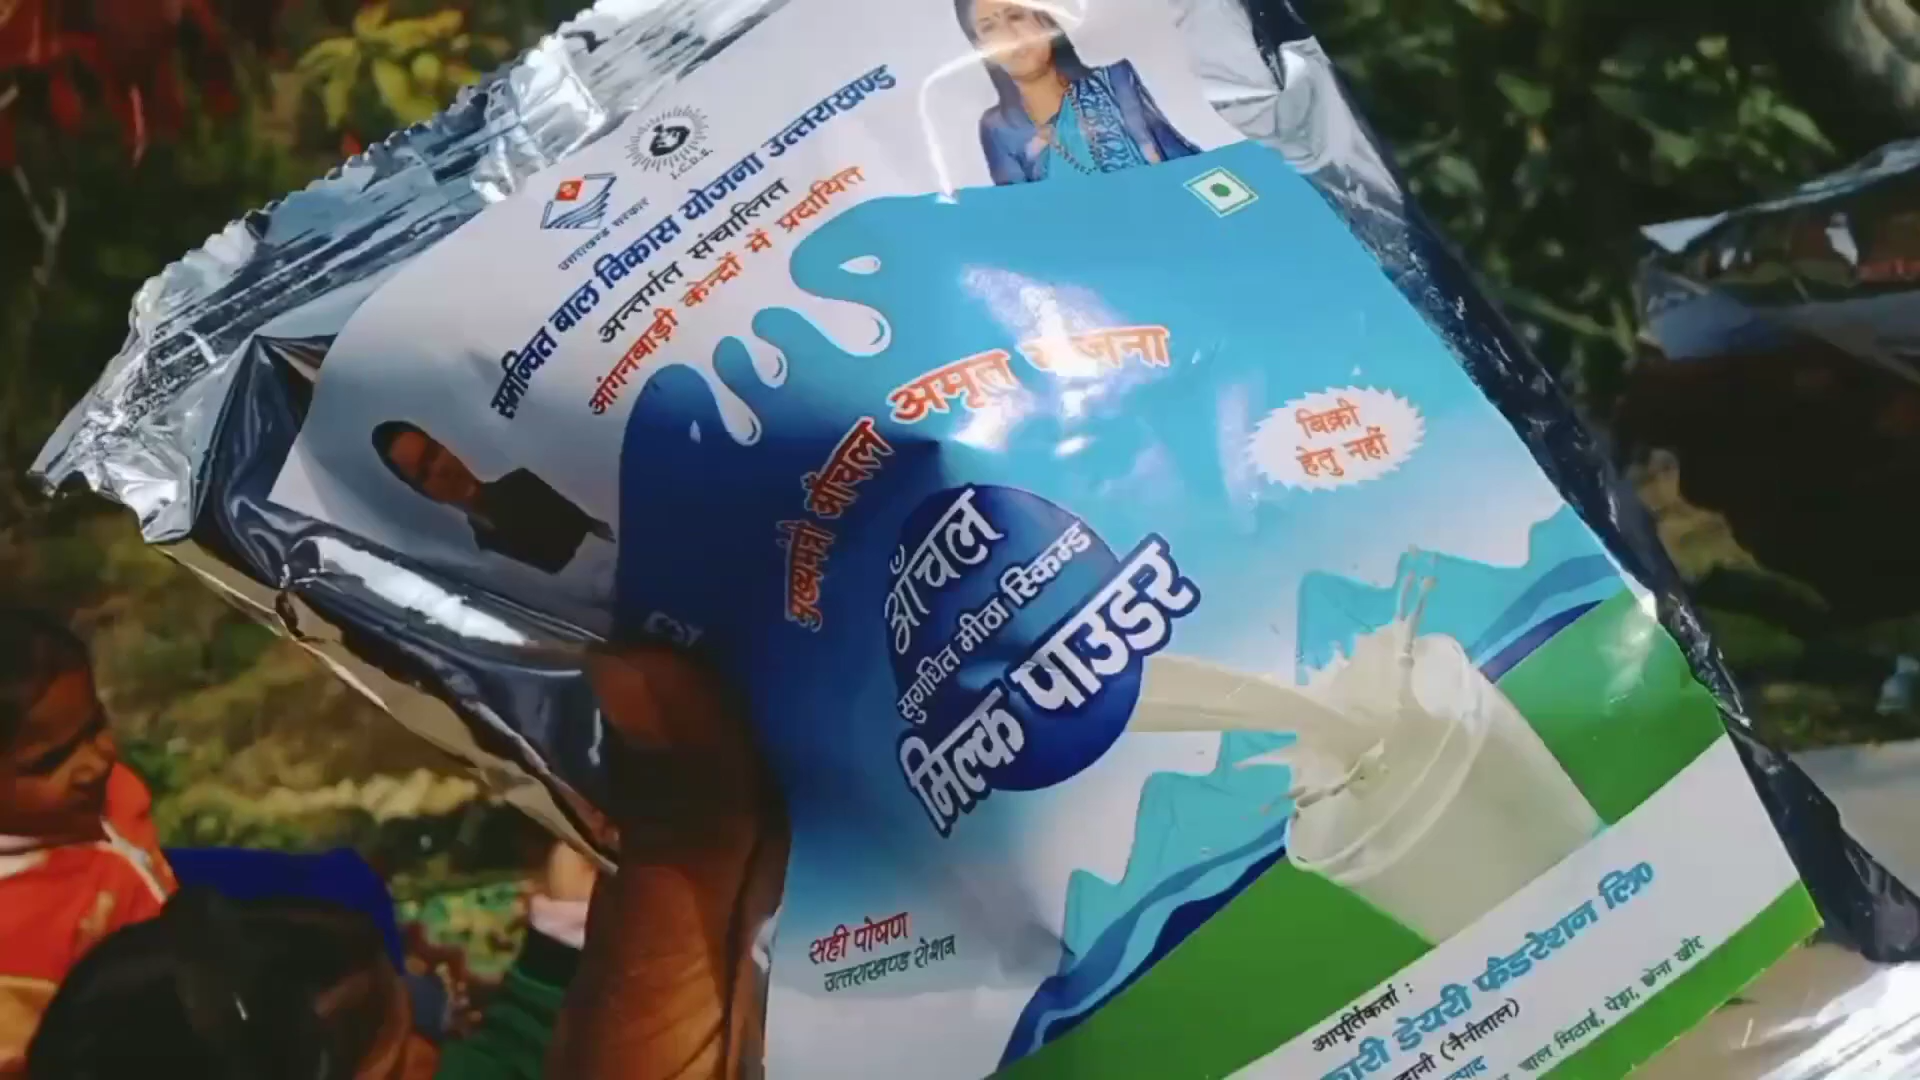 I.C.D.S.
उत्तराखण्ड सरकार
समन्वित बाल विकास योजना उत्तराखण्ड
अन्तर्गत संचालित
आंगनबाड़ी केन्द्रों में प्रदायित
मुख्यमंत्री आँचल अमृत
बिक्री
हेतु नहीं
आँचल
सुगंधित मीठा स्किम्ड
मिल्क पाउडर
सही पोषण
उत्तराखण्ड रोशन
आपूर्तिकर्ता :
डेयरी फैडरेशन लि०
(नैनीताल)
बाल मिठाई, पेड़ा, छेना खीर